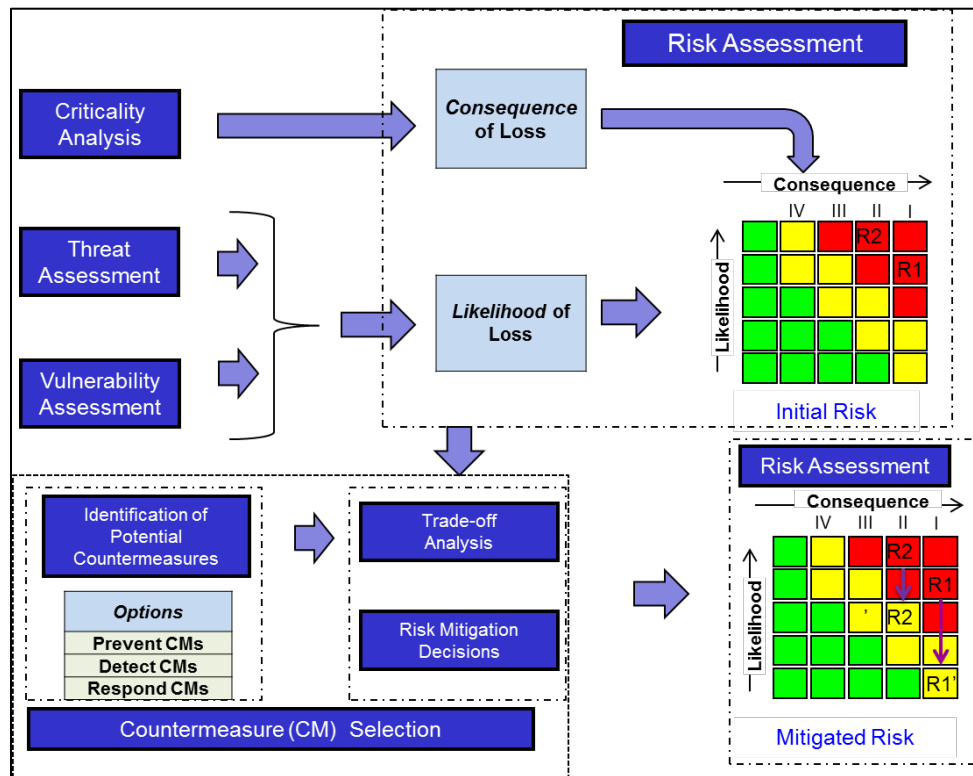 Risk Assessment
Criticality
Analysis
Consequence
of Loss
Consequence
IV III II I
Threat
Assessment
R2
R1
Likelihood
Likelihood of
Loss
Vulnerability
Assessment
Initial Risk
Risk Assessment
Identification of
Potential
Countermeasures
Trade-off
Analysis
Consequence
IV III II I
R2
R1
' R2
R1'
Likelihood
Options
Prevent CMs
Detect CMs
Respond CMs
Risk Mitigation
Decisions
Countermeasure (CM) Selection
Mitigated Risk